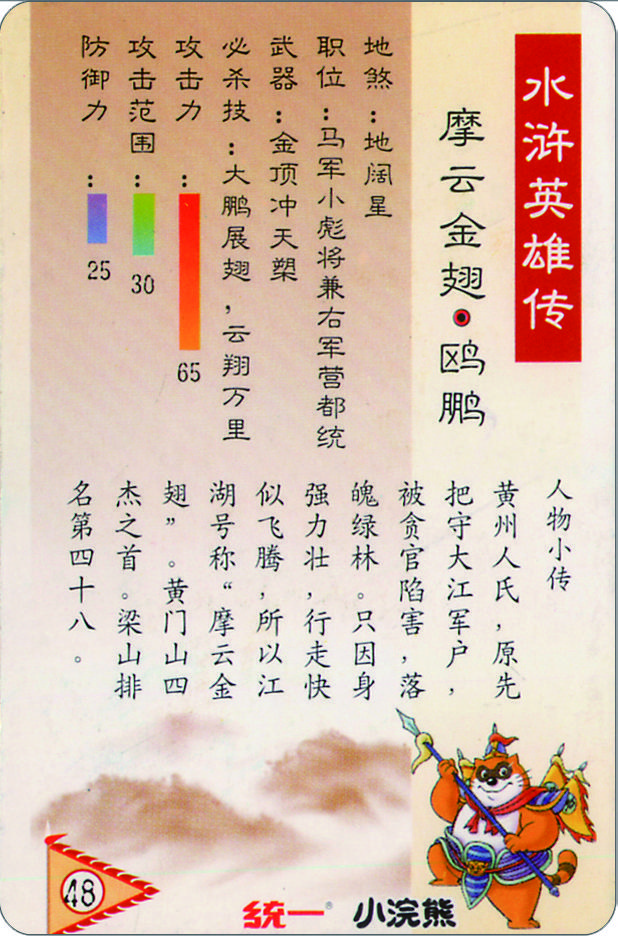 水浒英雄传
摩云金翅·鸥鹏
地煞：地阔星
职位：马军小彪将兼右军营都统
武器：金顶冲天槊
必杀技：大鹏展翅，云翔万里
攻击力：65
攻击范围：30
防御力：25
人物小传
黄州人氏，原先
把守大江军户，
被贪官陷害，落
魄绿林。只因身
强力壮，行走快
似飞腾，所以江
湖号称“摩云金
翅”。黄门山四
杰之首。梁山排
名第四十八。
48
统一® 小浣熊